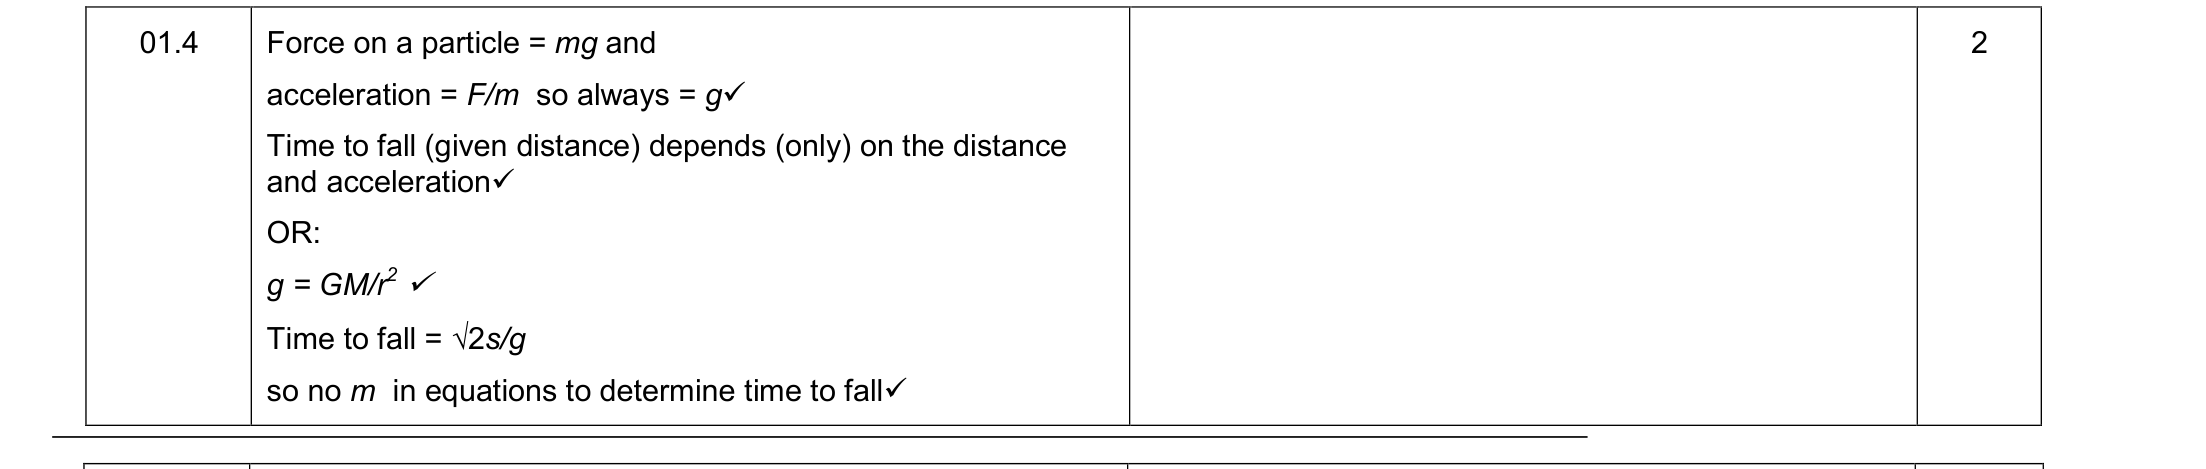 01.4
Force on a particle = mg and
acceleration = F/m so always = g✓
Time to fall (given distance) depends (only) on the distance
and acceleration✓
OR:
g = GM/r² ✓
Time to fall = √2s/g
so no m in equations to determine time to fall✓
2